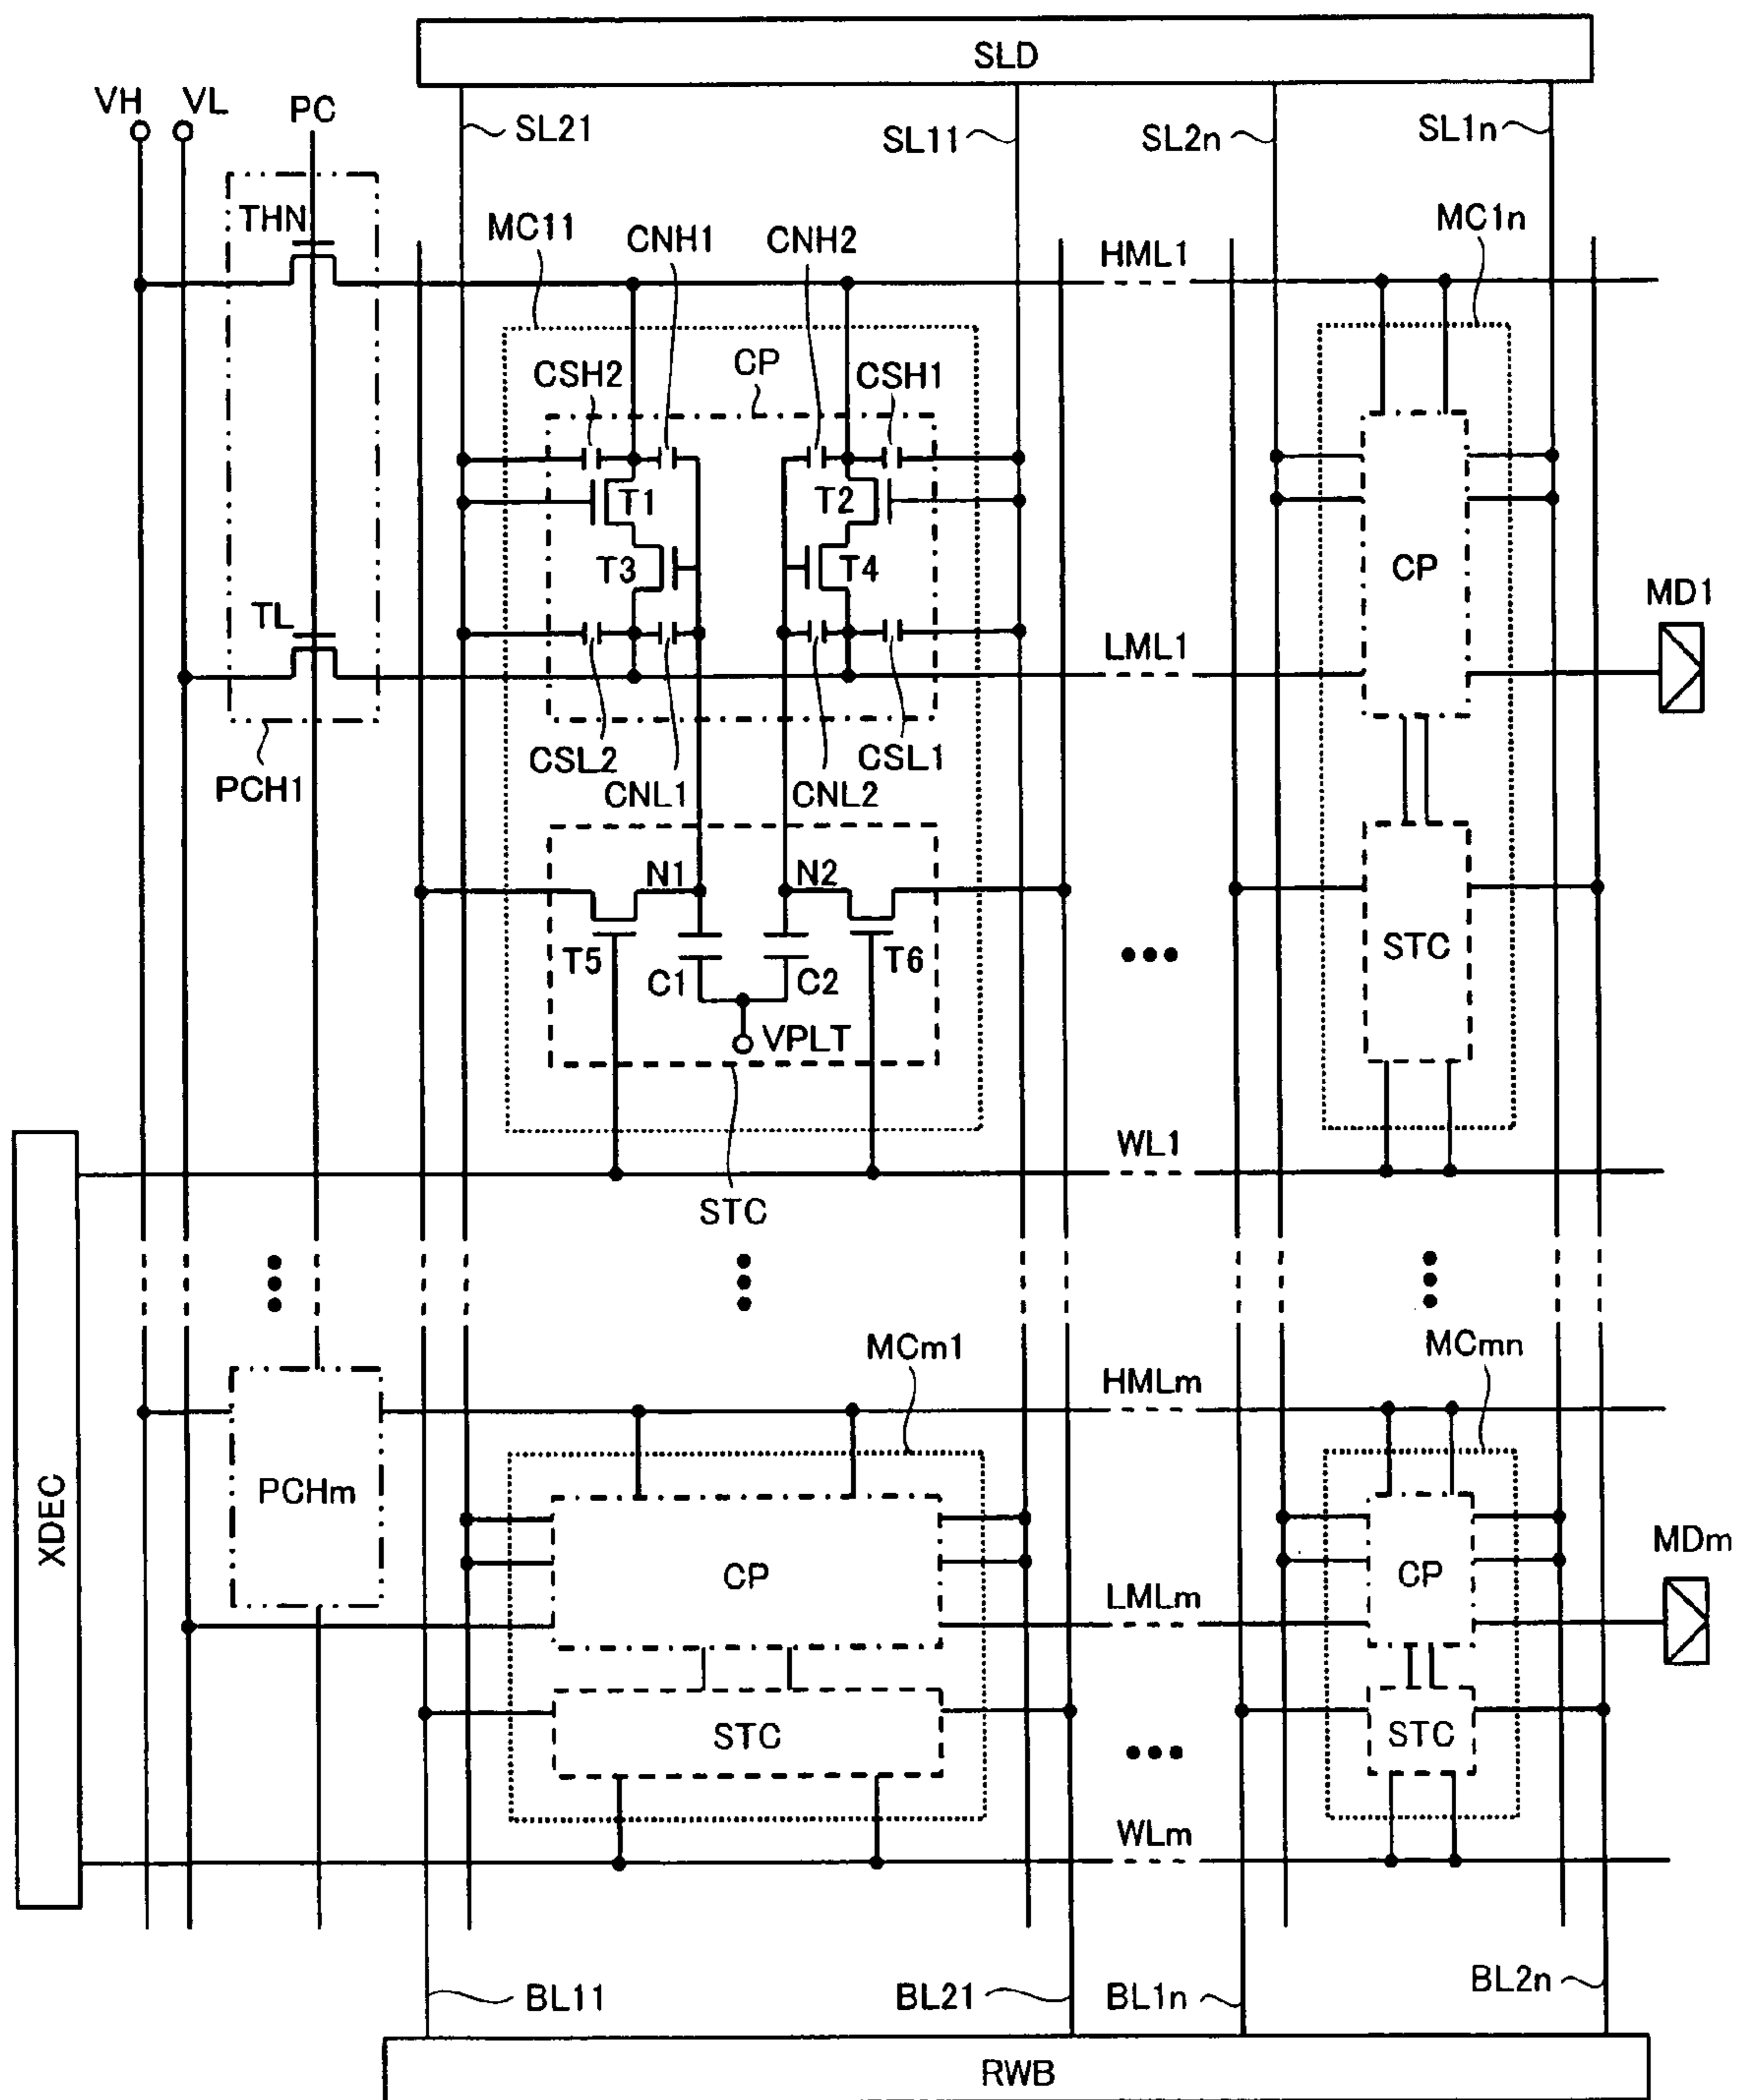 SLD
VH VL PC
SL21 SL11 SL2n SL1n
THN MC11 CNH1 CNH2 HML1 MC1n
CSH2 CP CSH1
T1 T2
T3 T4 CP
TL LML1 MD1
CSL2 CSL1
PCH1 CNL1 CNL2
N1 N2
T5 C1 C2 T6 STC
VPLT
WL1
STC
MCm1 MCmn
HMLm
XDEC PCHm
CP CP MDm
LMLm
STC STC
WLm
BL11 BL21 BL1n BL2n
RWB